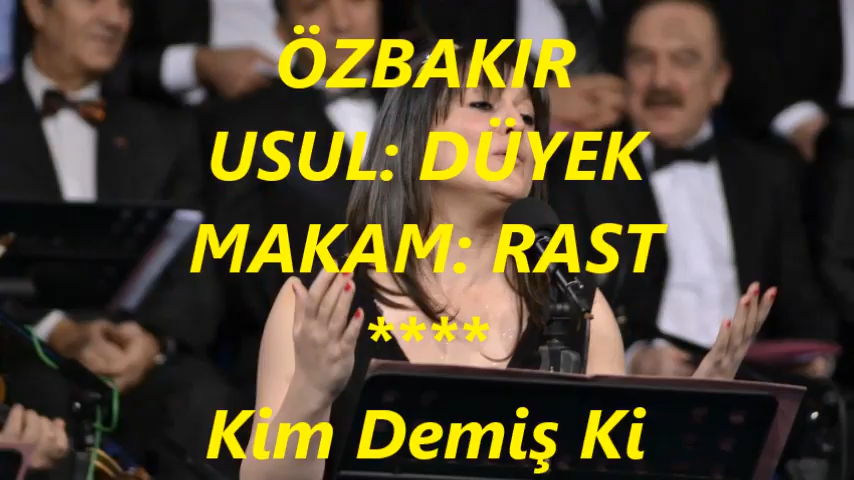 ÖZBAKIR
USUL: DÜYEK
MAKAM: RAST
****
Kim Demiş Ki